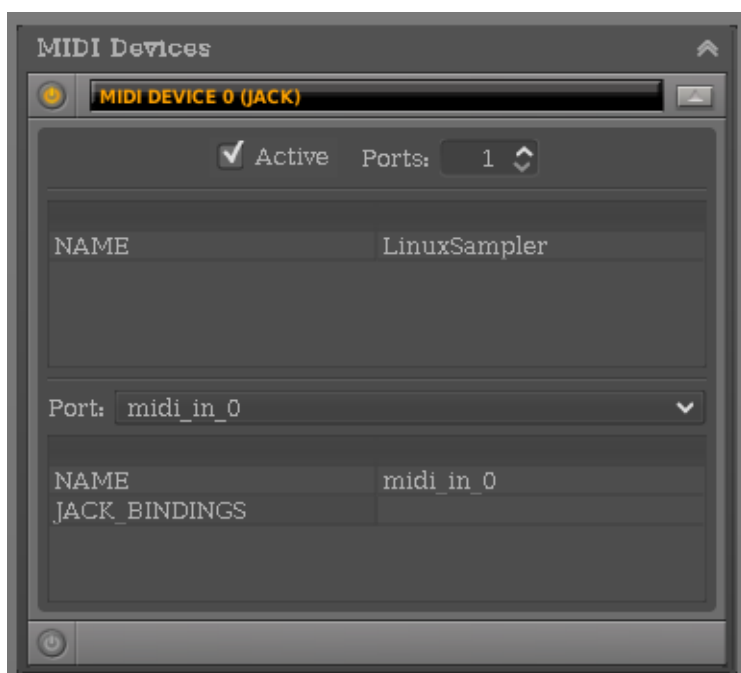 MIDI Devices
MIDI DEVICE 0 (JACK)
Active Ports: 1
NAME LinuxSampler
Port: midi_in_0
NAME midi_in_0
JACK_BINDINGS